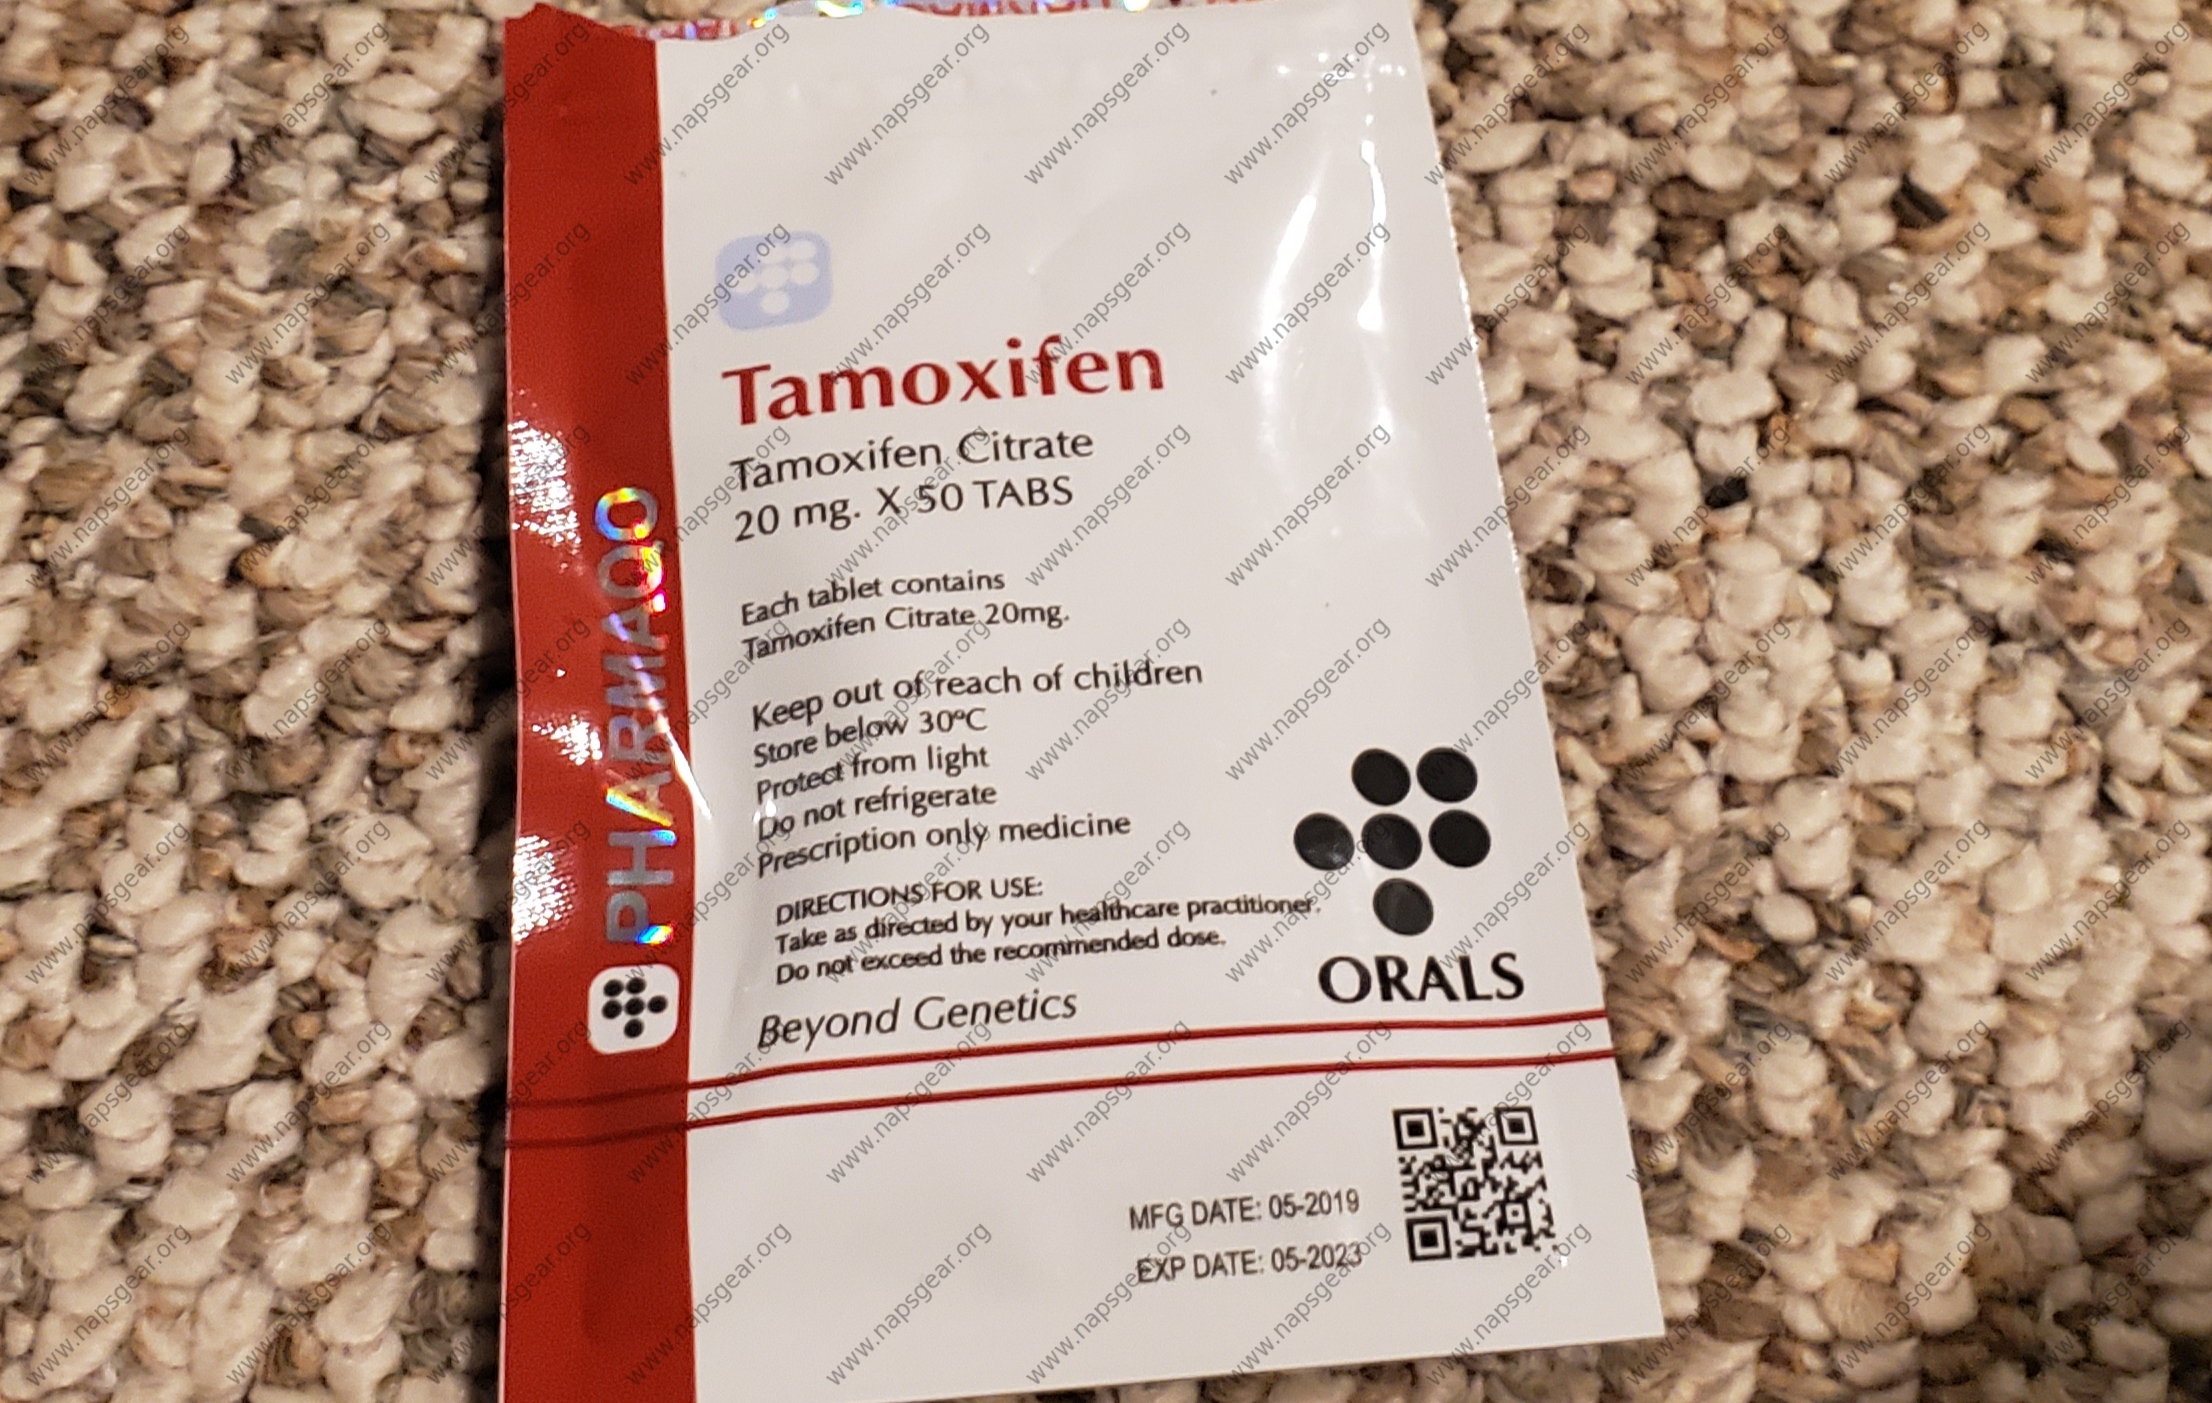 Tamoxifen
Tamoxifen Citrate
20 mg. X 50 TABS
Each tablet contains
Tamoxifen Citrate 20mg.
Keep out of reach of children
Store below 30ºC
Protect from light
Do not refrigerate
Prescription only medicine
DIRECTIONS FOR USE:
Take as directed by your healthcare practitioner.
Do not exceed the recommended dose.
Beyond Genetics
ORALS
MFG DATE: 05-2019
EXP DATE: 05-2023
PHARMAQO
www.napsgear.org